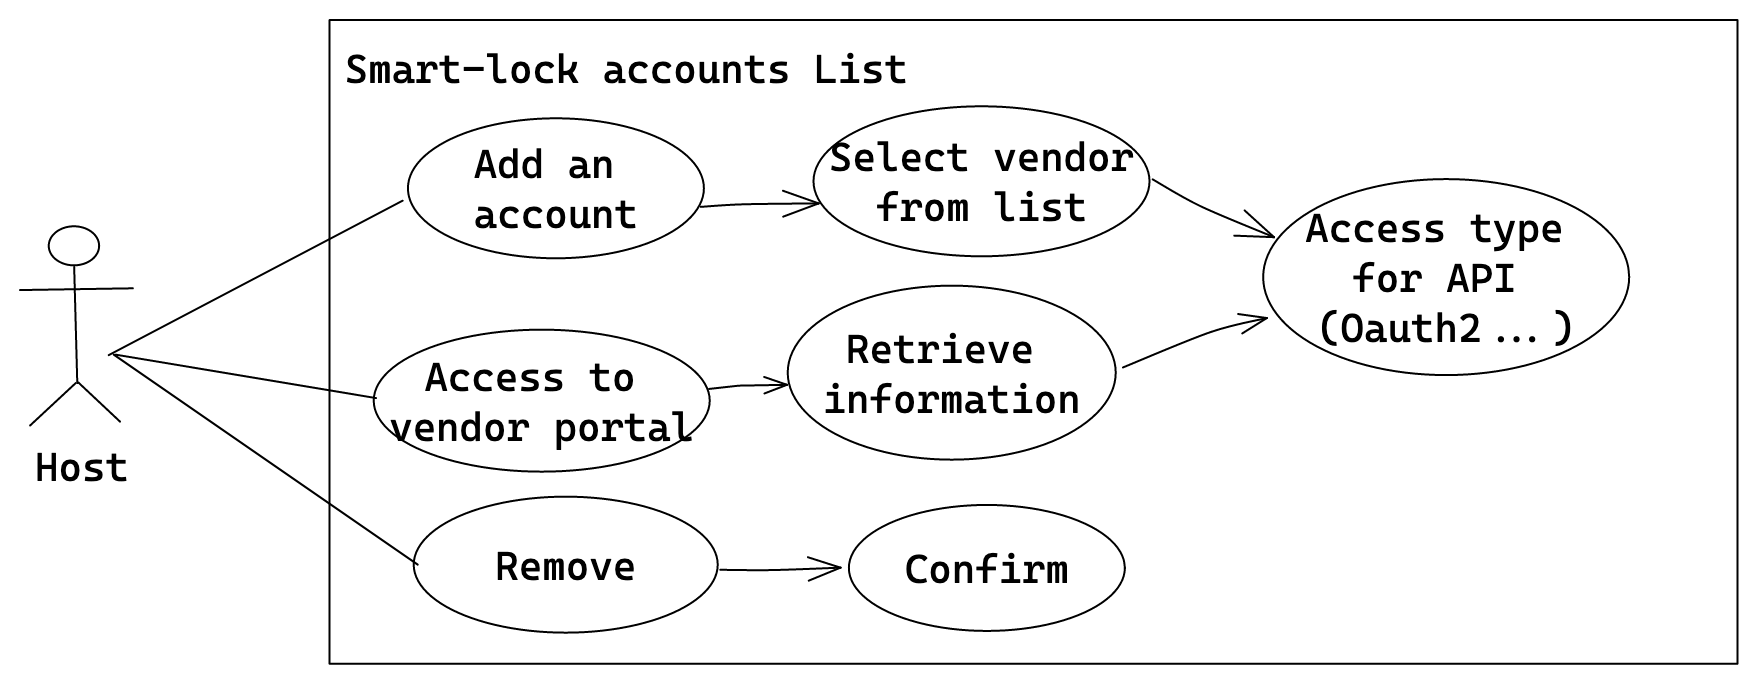 Smart-lock accounts List
Add an
account
Select vendor
from list
Access type
for API
(Oauth2...)
Access to
vendor portal
Retrieve
information
Host
Remove
Confirm